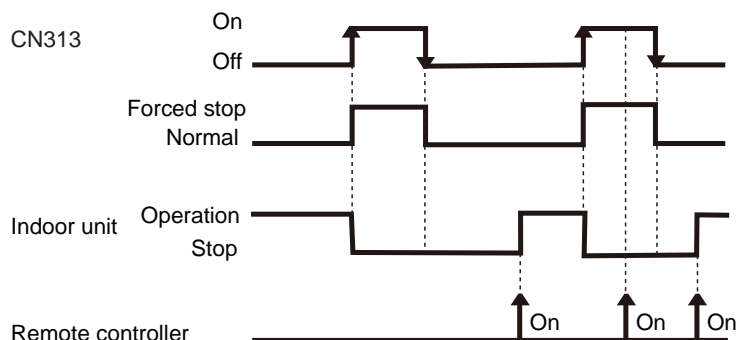 On
CN313
Off
Forced stop
Normal
Operation
Indoor unit
Stop
On On On
Remote controller